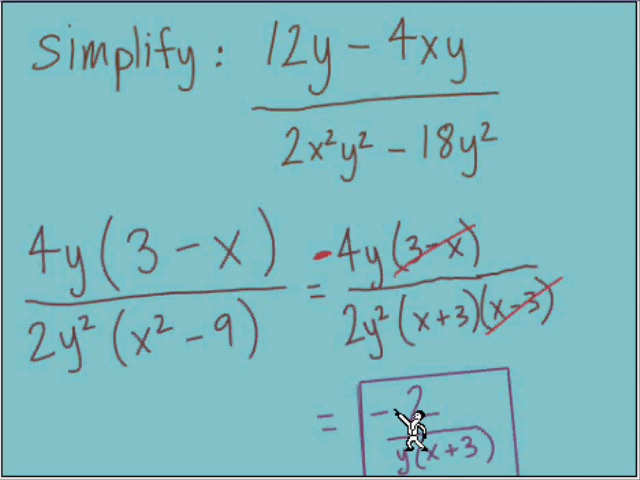 Simplify: (12y - 4xy) / (2x²y² - 18y²)
4y(3 - x) / 2y²(x² - 9) = -4y(3 - x) / 2y²(x + 3)(x - 3)
= -2 / y(x + 3)